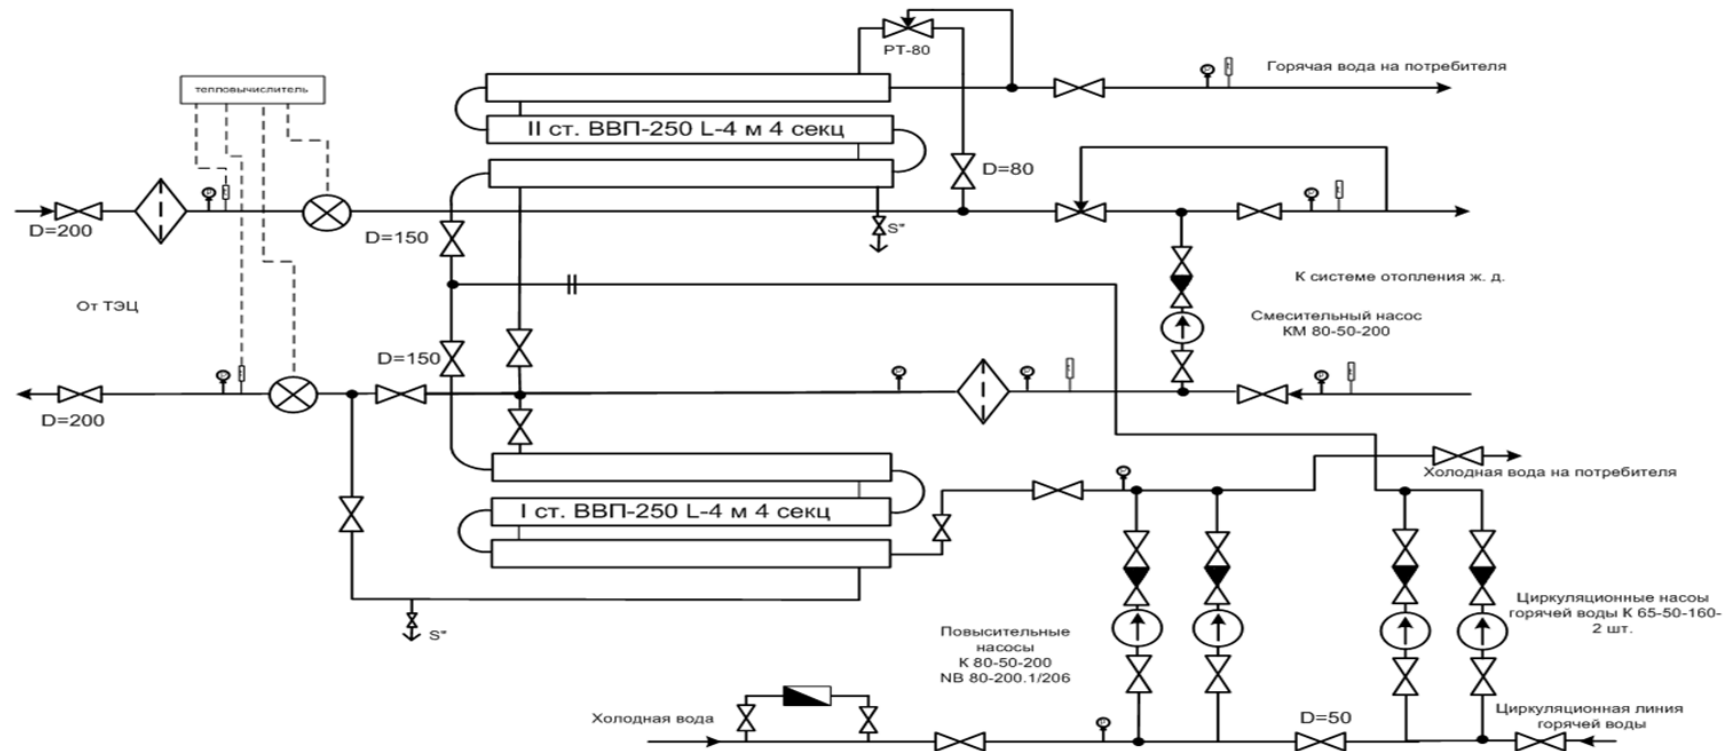 РТ-80
Горячая вода на потребителя
тепловычислитель
II ст. ВВП-250 L-4 м 4 секц
D=80
D=200
D=150
S"
От ТЭЦ
К системе отопления ж. д.
Смесительный насос
КМ 80-50-200
D=150
D=200
Холодная вода на потребителя
I ст. ВВП-250 L-4 м 4 секц
S"
Повысительные
насосы
К 80-50-200
NB 80-200.1/206
Циркуляционные насоы
горячей воды К 65-50-160-
2 шт.
Холодная вода
D=50
Циркуляционная линия
горячей воды